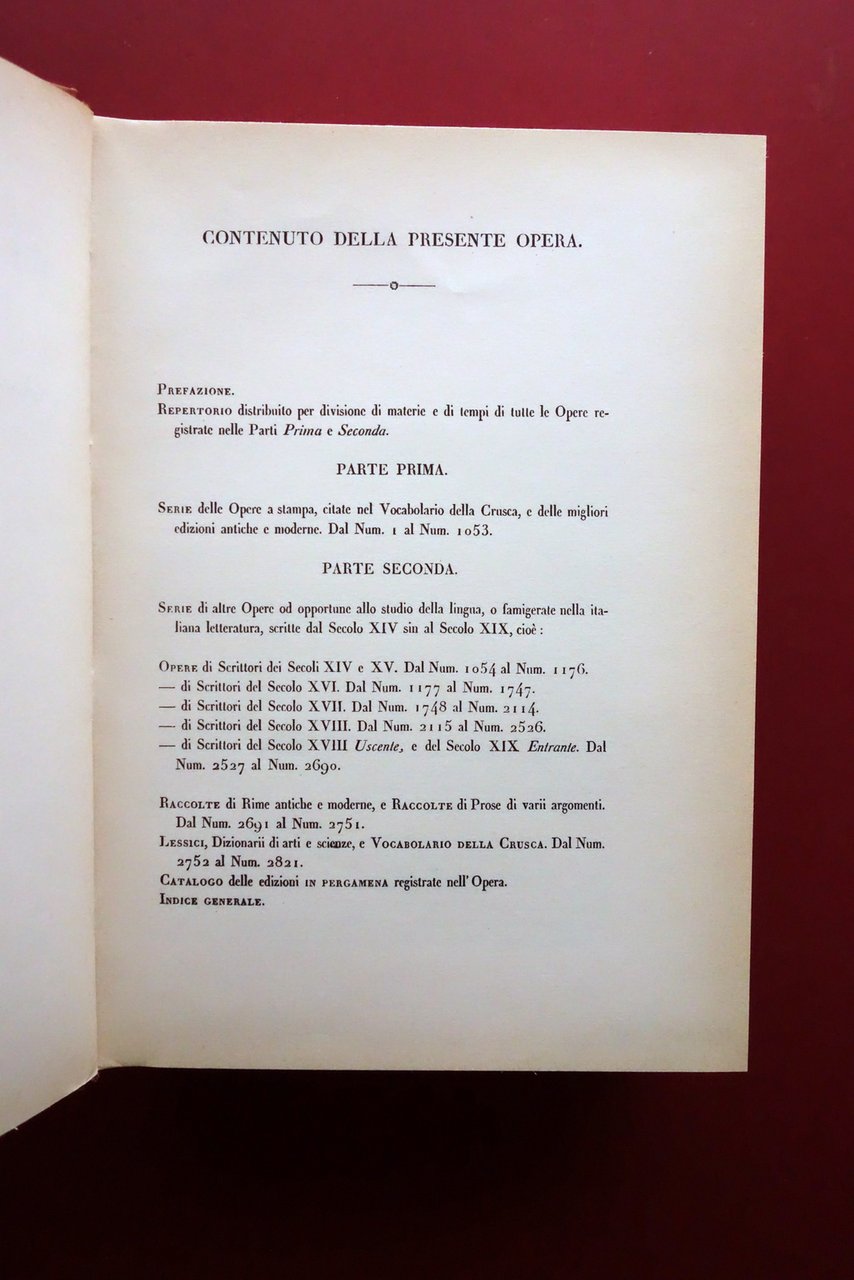 CONTENUTO DELLA PRESENTE OPERA.
PREFAZIONE.
REPERTORIO distribuito per divisione di materie e di tempi di tutte le Opere re-
gistrate nelle Parti Prima e Seconda.
PARTE PRIMA.
SERIE delle Opere a stampa, citate nel Vocabolario della Crusca, e delle migliori
edizioni antiche e moderne. Dal Num. 1 al Num. 1053.
PARTE SECONDA.
SERIE di altre Opere od opportune allo studio della lingua, o famigerate nella ita-
liana letteratura, scritte dal Secolo XIV sin al Secolo XIX, cioè :
OPERE di Scrittori dei Secoli XIV e XV. Dal Num. 1054 al Num. 1176.
— di Scrittori del Secolo XVI. Dal Num. 1177 al Num. 1747.
— di Scrittori del Secolo XVII. Dal Num. 1748 al Num. 2114.
— di Scrittori del Secolo XVIII. Dal Num. 2115 al Num. 2526.
— di Scrittori del Secolo XVIII Uscente, e del Secolo XIX Entrante. Dal
Num. 2527 al Num. 2690.
RACCOLTE di Rime antiche e moderne, e RACCOLTE di Prose di varii argomenti.
Dal Num. 2691 al Num. 2751.
LESSICI, Dizionarii di arti e scienze, e VOCABOLARIO DELLA CRUSCA. Dal Num.
2752 al Num. 2821.
CATALOGO delle edizioni IN PERGAMENA registrate nell' Opera.
INDICE GENERALE.